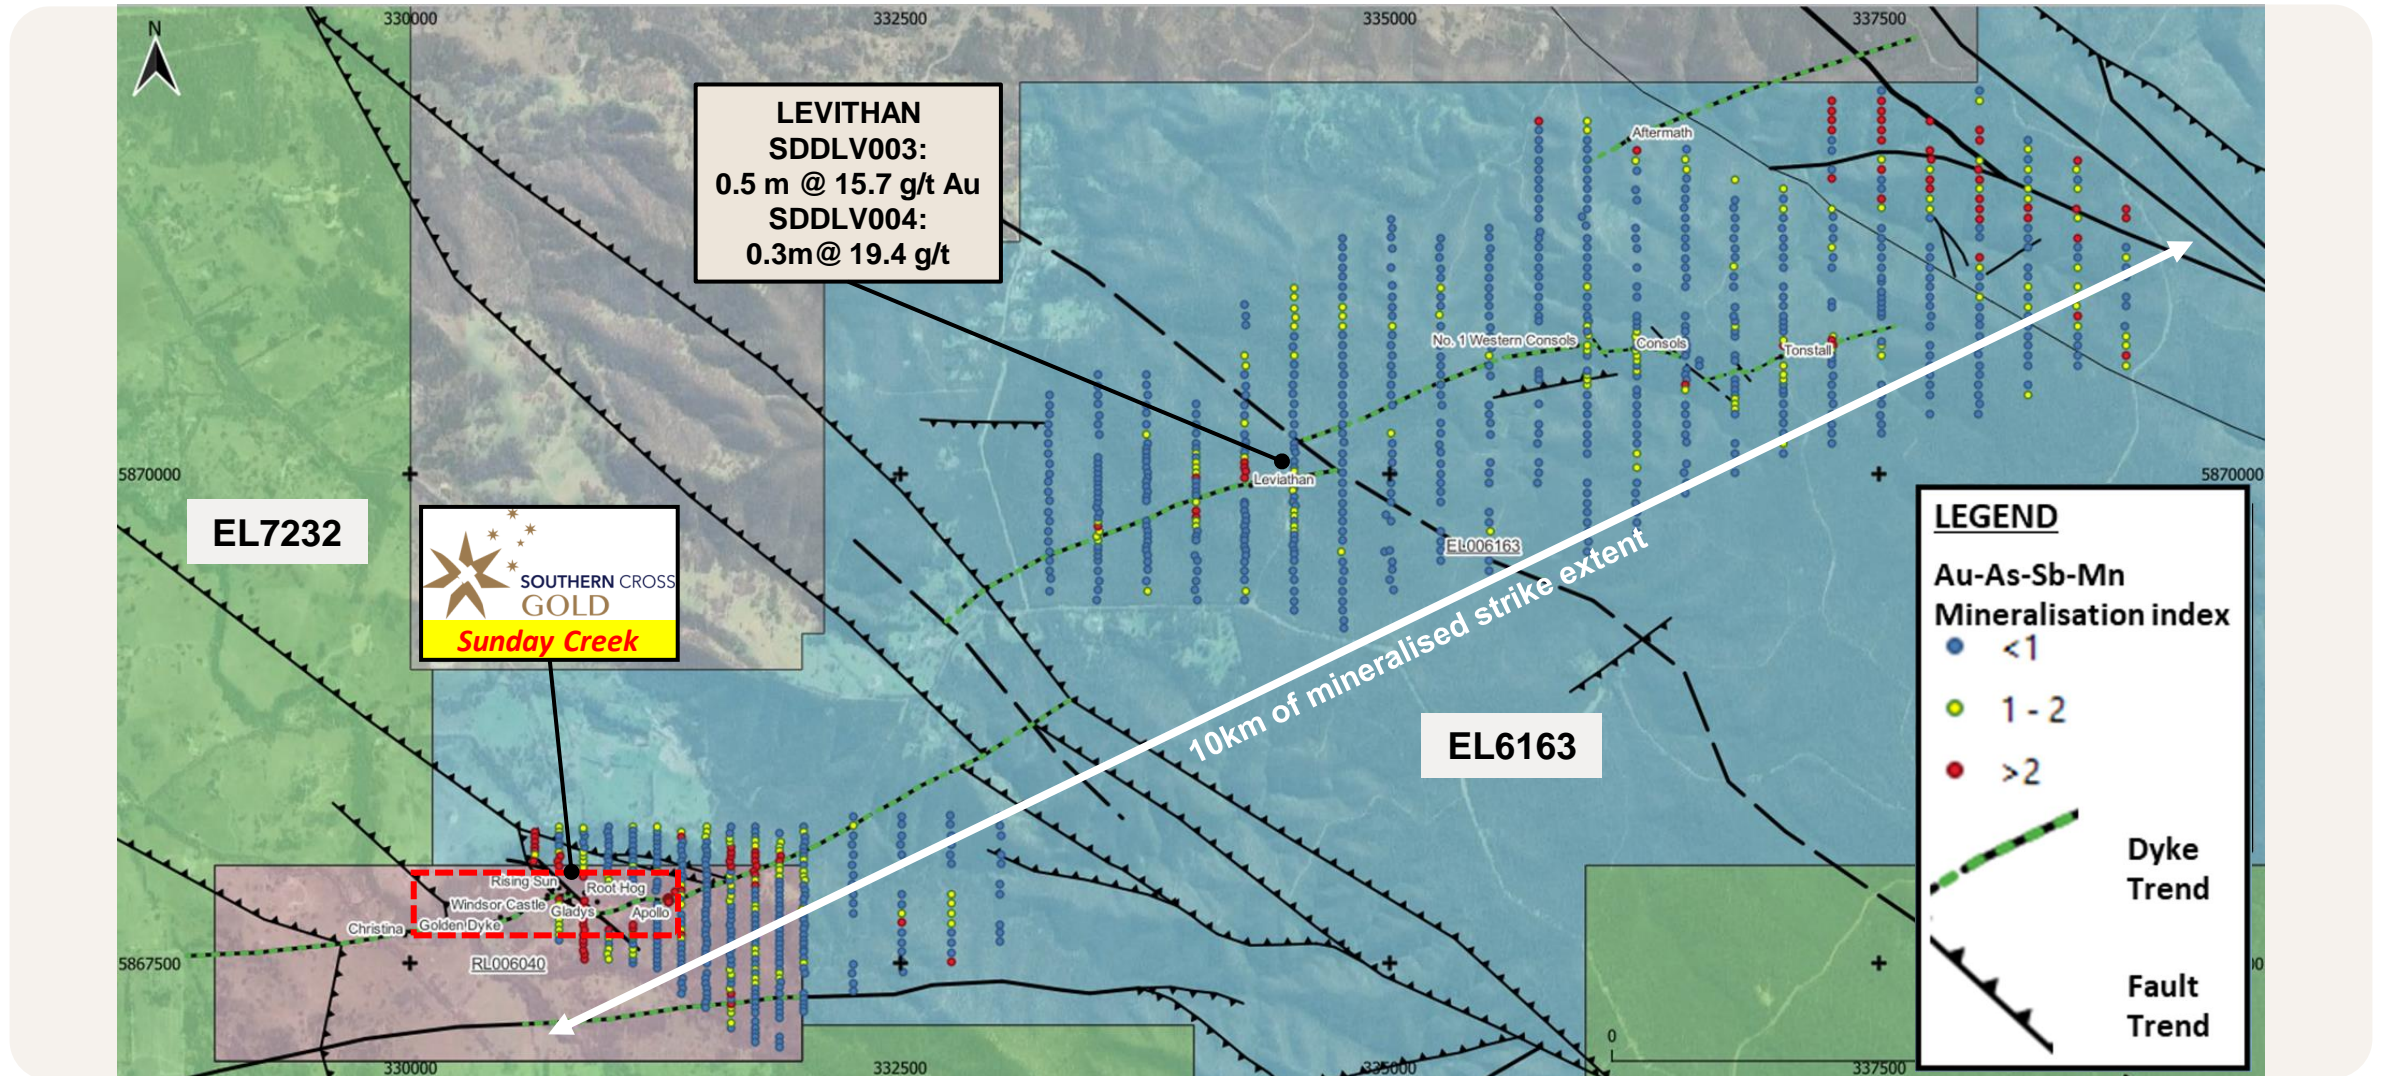 330000
332500
335000
337500
N
LEVITHAN
SDDLV003:
0.5 m @ 15.7 g/t Au
SDDLV004:
0.3m@ 19.4 g/t
Aftermath
No. 1 Western Consols
Consols
Tonstall
5870000
5870000
Leviathan
EL7232
SOUTHERN CROSS
GOLD
Sunday Creek
EL006163
10km of mineralised strike extent
EL6163
LEGEND
Au-As-Sb-Mn
Mineralisation index
<1
1 - 2
>2
Dyke
Trend
Fault
Trend
Rising Sun
Root Hog
Windsor Castle
Gladys
Apollo
Christina
Golden Dyke
RL006040
5867500
00
0
330000
332500
335000
337500